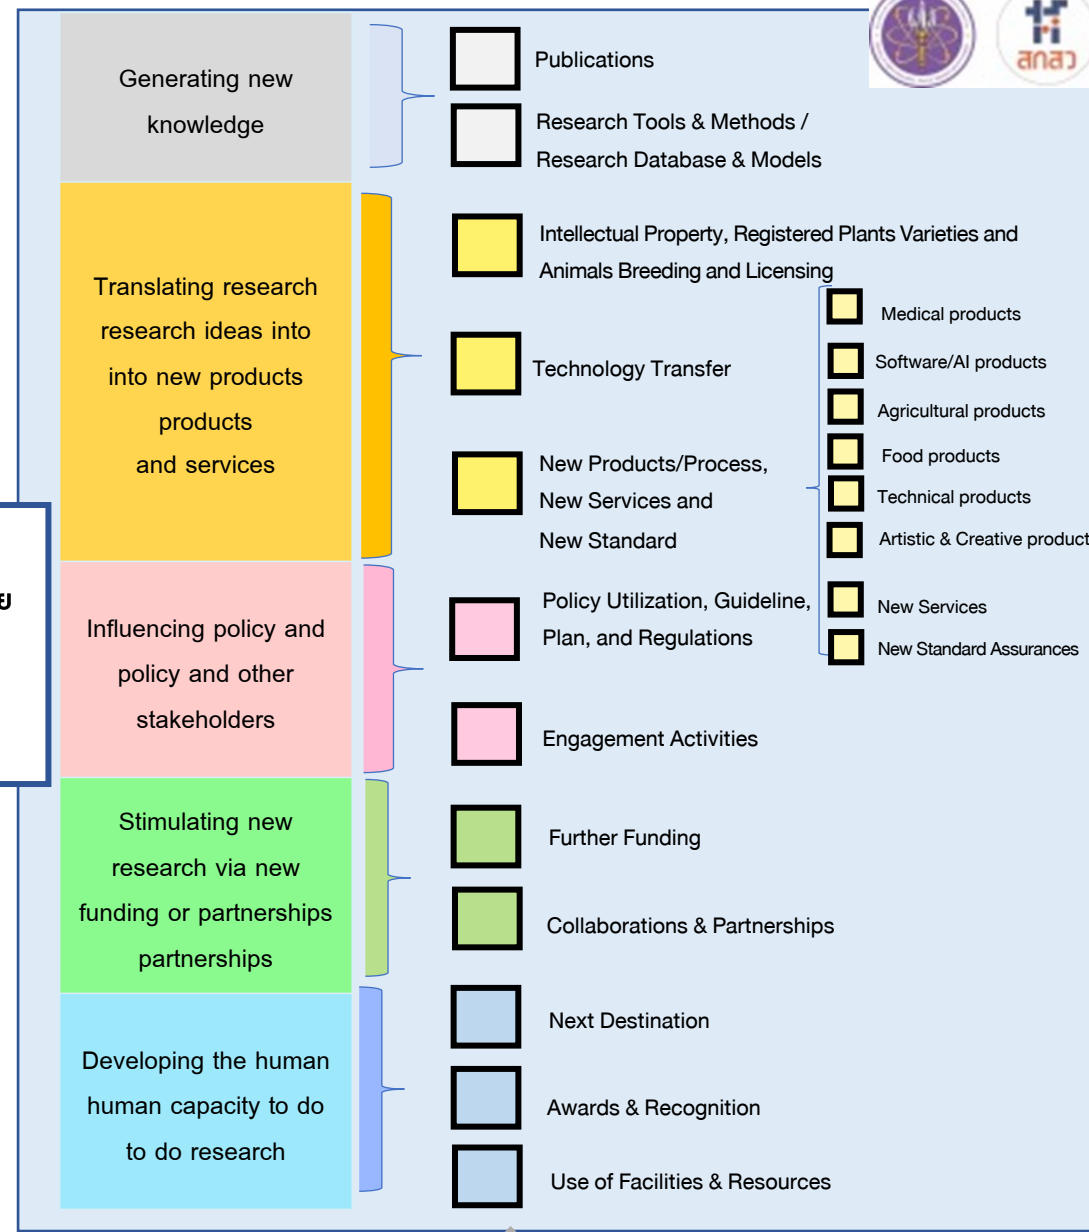 สกสว
Generating new
knowledge
Publications
Research Tools & Methods /
Research Database & Models
Translating research
research ideas into
into new products
products
and services
Intellectual Property, Registered Plants Varieties and
Animals Breeding and Licensing
Technology Transfer
New Products/Process,
New Services and
New Standard
Medical products
Software/AI products
Agricultural products
Food products
Technical products
Artistic & Creative product
New Services
New Standard Assurances
ย
Influencing policy and
policy and other
stakeholders
Policy Utilization, Guideline,
Plan, and Regulations
Engagement Activities
Stimulating new
research via new
funding or partnerships
partnerships
Further Funding
Collaborations & Partnerships
Developing the human
human capacity to do
to do research
Next Destination
Awards & Recognition
Use of Facilities & Resources